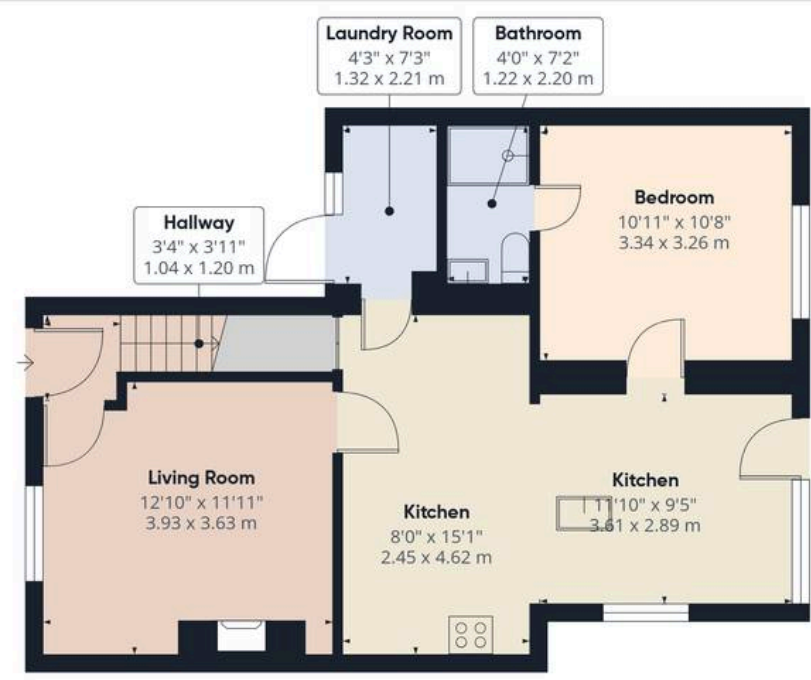 Laundry Room
4'3" x 7'3"
1.32 x 2.21 m
Bathroom
4'0" x 7'2"
1.22 x 2.20 m
Hallway
3'4" x 3'11"
1.04 x 1.20 m
Bedroom
10'11" x 10'8"
3.34 x 3.26 m
Living Room
12'10" x 11'11"
3.93 x 3.63 m
Kitchen
8'0" x 15'1"
2.45 x 4.62 m
Kitchen
11'10" x 9'5"
3.61 x 2.89 m